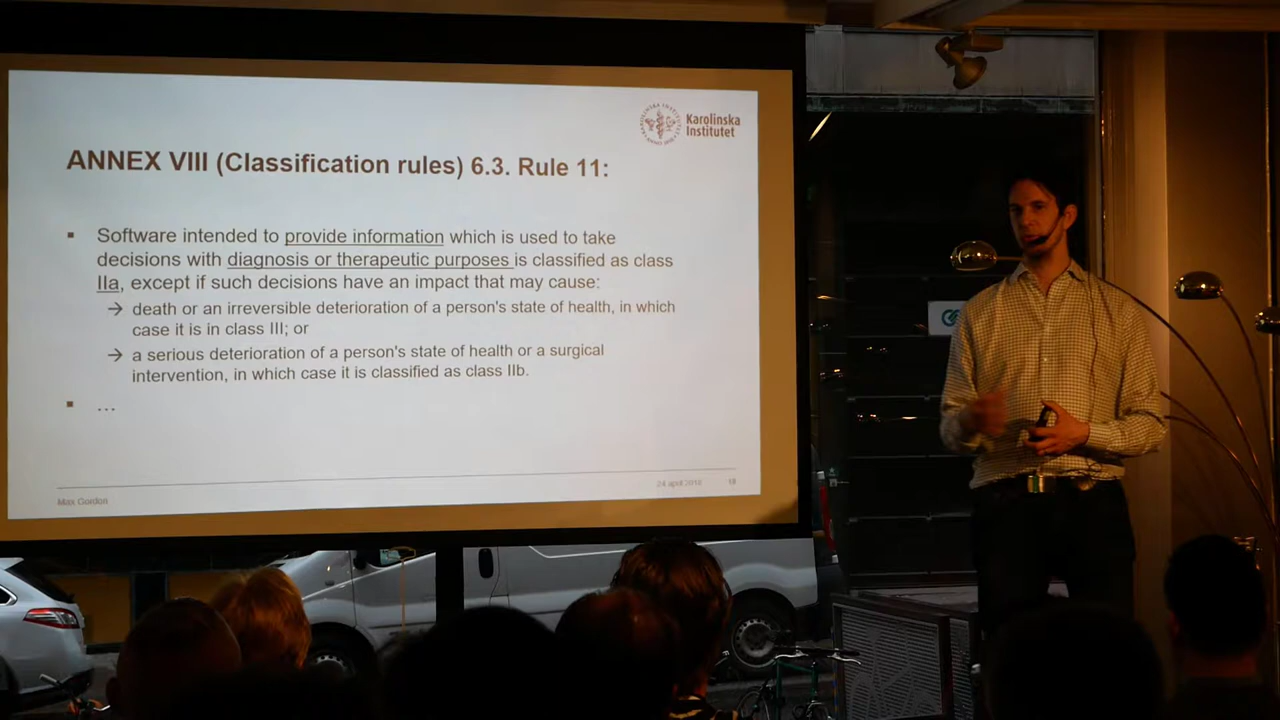 Karolinska
Institutet
ANNEX VIII (Classification rules) 6.3. Rule 11:
▪ Software intended to provide information which is used to take
decisions with diagnosis or therapeutic purposes is classified as class
IIa, except if such decisions have an impact that may cause:
→ death or an irreversible deterioration of a person's state of health, in which
case it is in class III; or
→ a serious deterioration of a person's state of health or a surgical
intervention, in which case it is classified as class IIb.
▪ ...
Max Gordon
24 april 2018